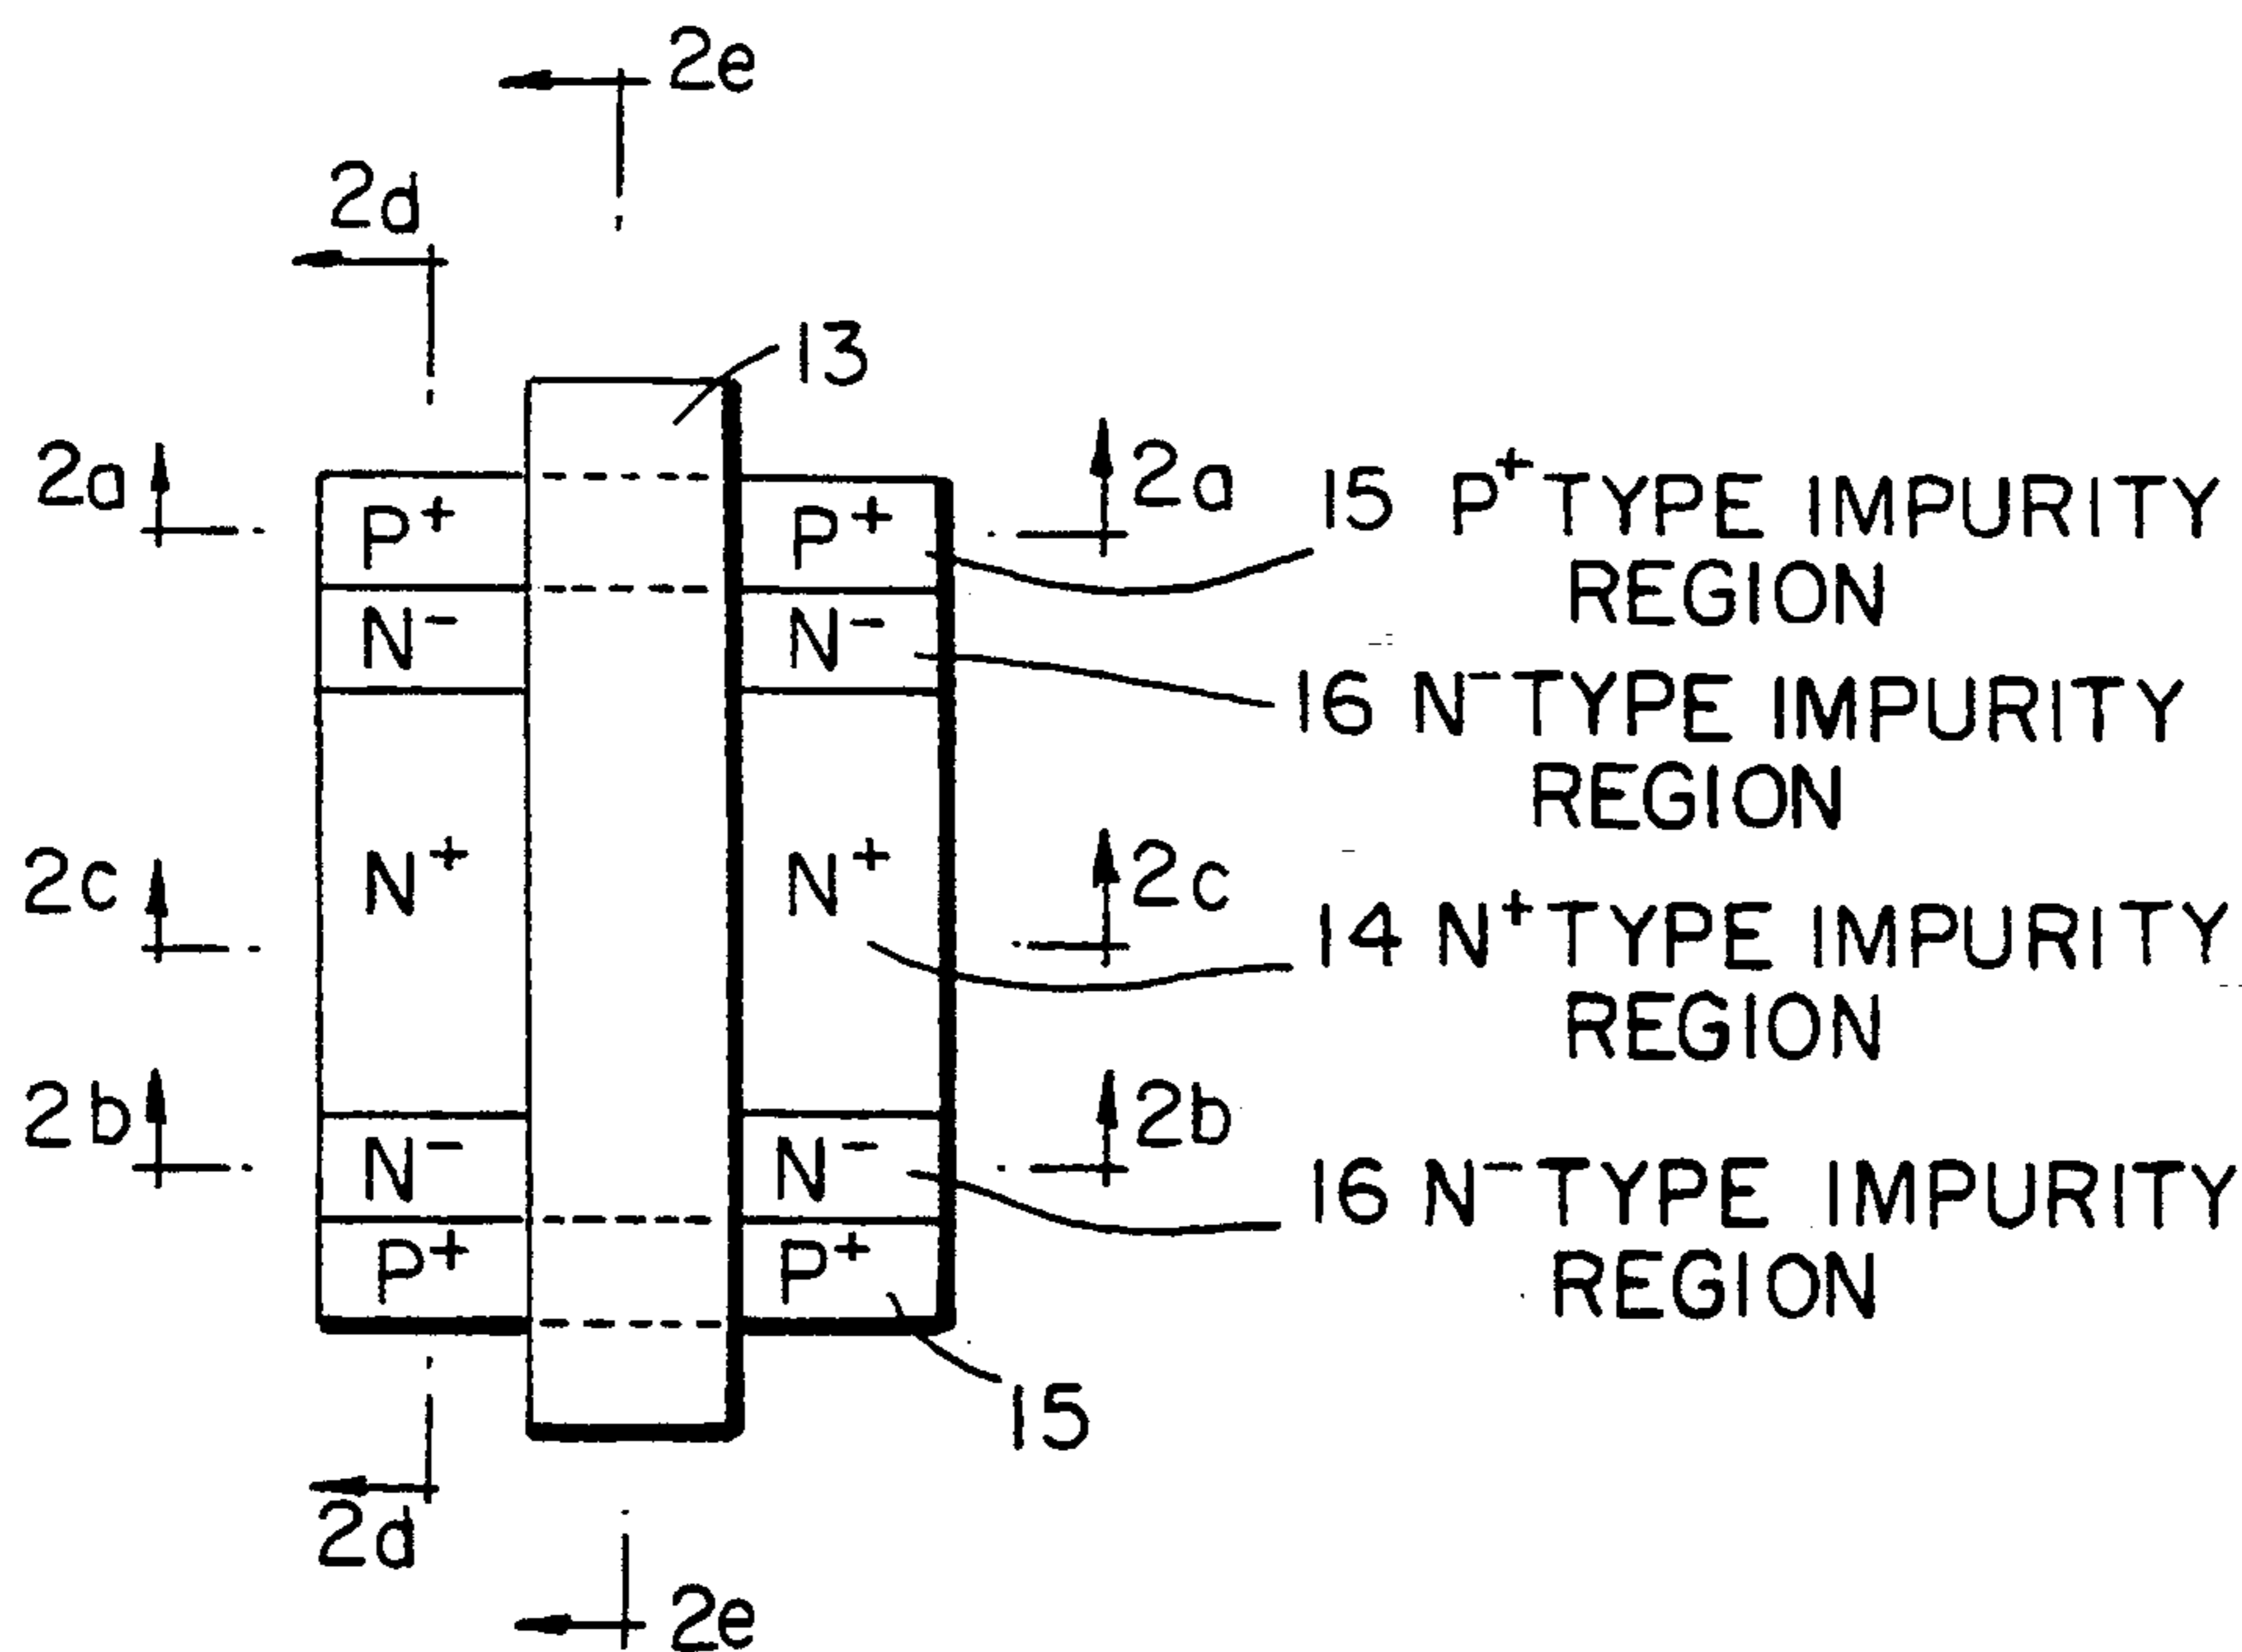 2e
2d
13
2a
2a
15 P+ TYPE IMPURITY
REGION
P+
P+
N-
N-
16 N- TYPE IMPURITY
REGION
2c
N+
N+
2c
14 N+ TYPE IMPURITY
REGION
2b
2b
N-
N-
16 N- TYPE IMPURITY
REGION
P+
P+
15
2d
2e